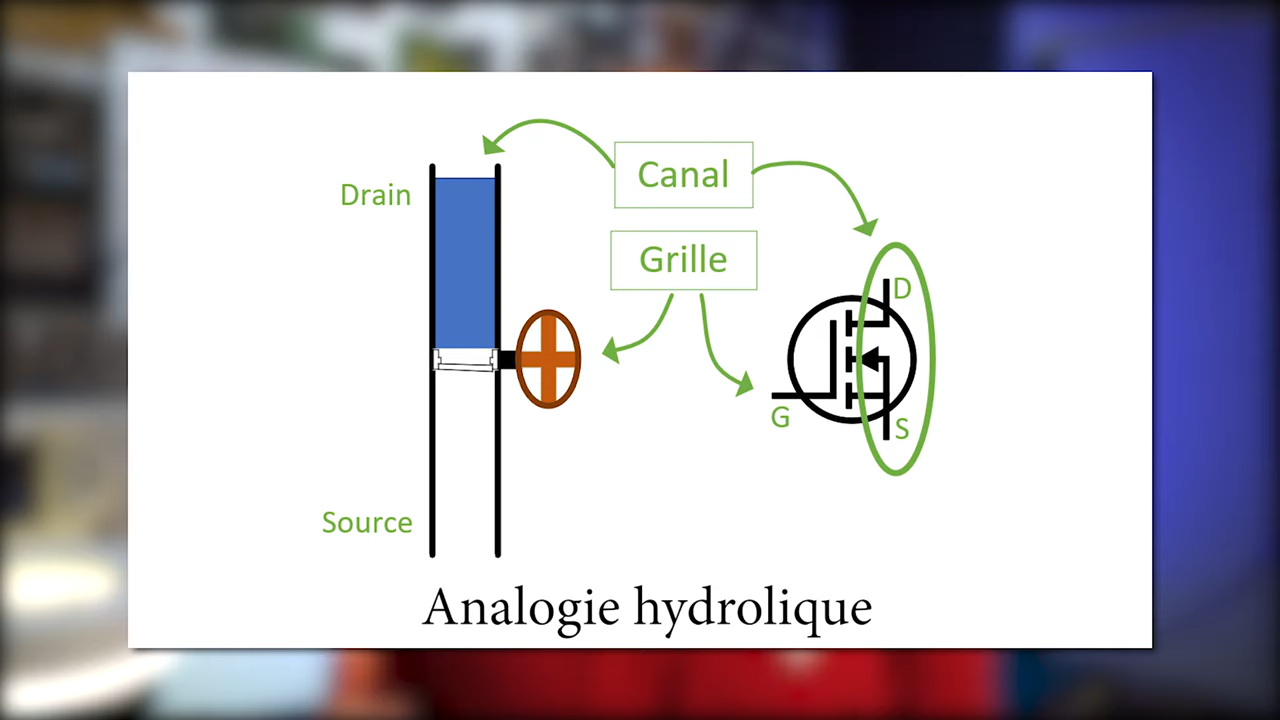 Canal
Drain
Grille
D
G
S
Source
Analogie hydrolique